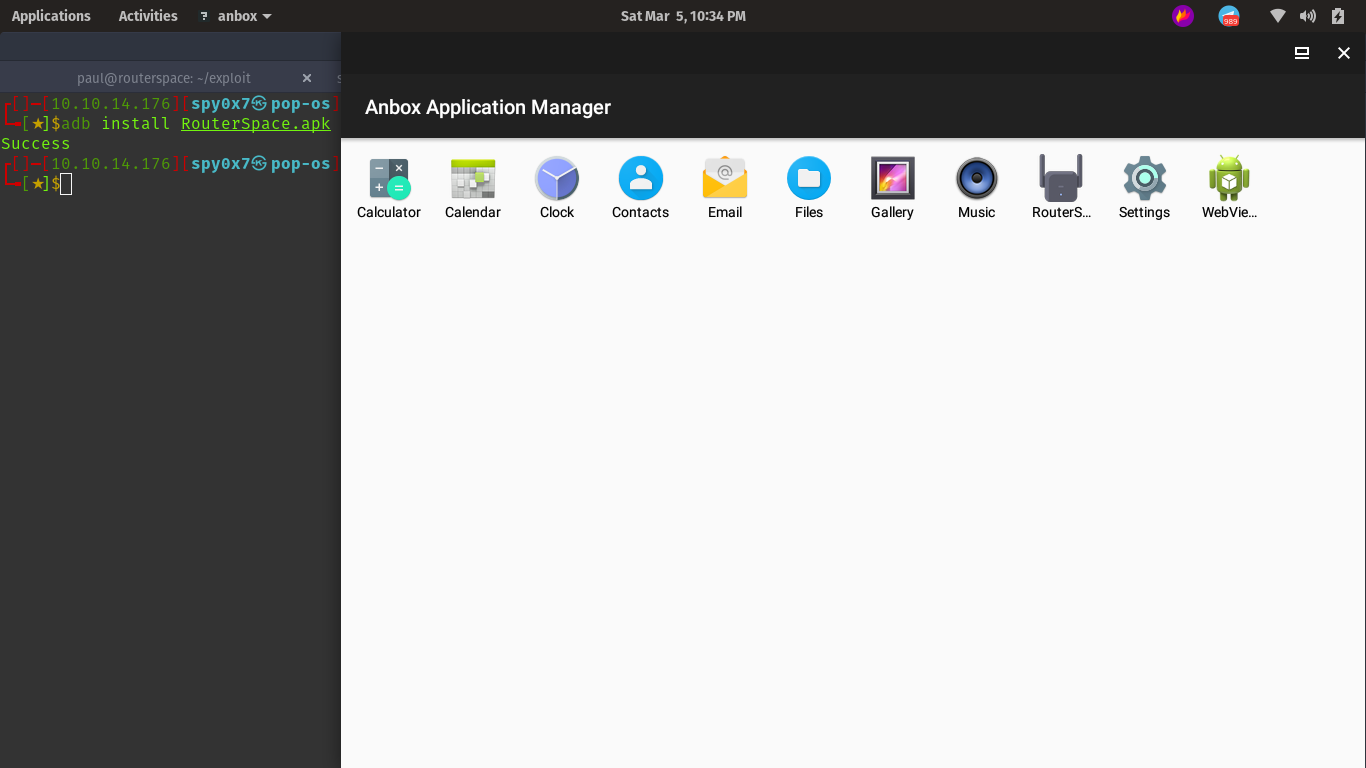 Applications Activities anbox Sat Mar 5, 10:34 PM 989
paul@routerspace: ~/exploit × s
┌[]─[10.10.14.176][spy0x7㉿pop-os]
└─[★]$adb install RouterSpace.apk
Success
┌[]─[10.10.14.176][spy0x7㉿pop-os]
└─[★]$
Anbox Application Manager
Calculator Calendar Clock Contacts Email Files Gallery Music RouterS... Settings WebVie...